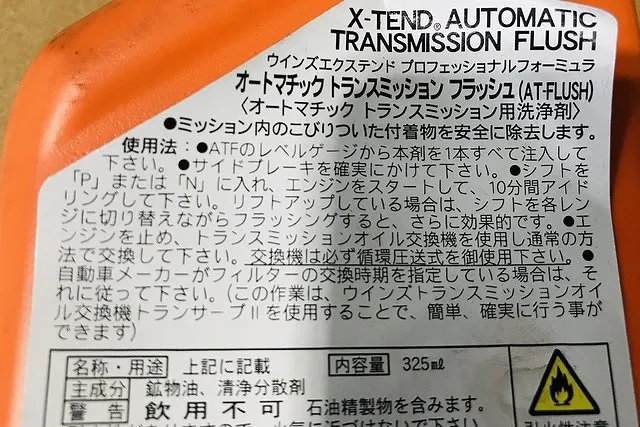 X-TEND® AUTOMATIC
TRANSMISSION FLUSH
ウインズエクステンド プロフェッショナルフォーミュラ
オートマチック トランスミッション フラッシュ(AT-FLUSH)
〈オートマチック トランスミッション用洗浄剤〉
●ミッション内のこびりついた付着物を安全に除去します。
使用法：●ATFのレベルゲージから本剤を1本すべて注入して
下さい。●サイドブレーキを確実にかけて下さい。●シフトを
「P」または「N」に入れ、エンジンをスタートして、10分間アイド
リングして下さい。リフトアップしている場合は、シフトを各レン
ジに切り替えながらフラッシングすると、さらに効果的です。●エ
ンジンを止め、トランスミッションオイル交換機を使用し通常の方
法で交換して下さい。交換機は必ず循環圧送式を御使用下さい。●
自動車メーカーがフィルターの交換時期を指定している場合は、そ
れに従って下さい。(この作業は、ウインズトランスミッションオイ
ル交換機トランサーブⅡを使用することで、簡単、確実に行う事が
できます)
名称・用途 上記に記載 内容量 325㎖
主成分 鉱物油、清浄分散剤
警告 飲用不可 石油精製物を含みます。
火気に近づけないで下さい
引火性注意